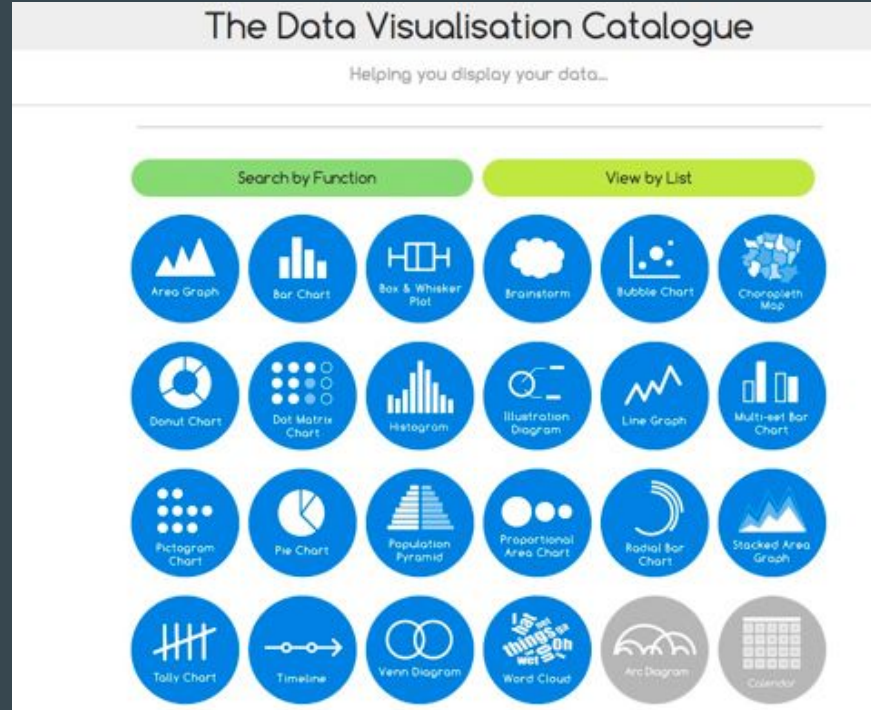 The Data Visualisation Catalogue
Helping you display your data...
Search by Function
View by List
Area Graph
Bar Chart
Box & Whisker
Plot
Brainstorm
Bubble Chart
Choropleth
Map
Donut Chart
Dot Matrix
Chart
Histogram
Illustration
Diagram
Line Graph
Multi-set Bar
Chart
Pictogram
Chart
Pie Chart
Population
Pyramid
Proportional
Area Chart
Radial Bar
Chart
Stacked Area
Graph
Tally Chart
Timeline
Venn Diagram
things
Oh
Word Cloud
Arc Diagram
Calendar